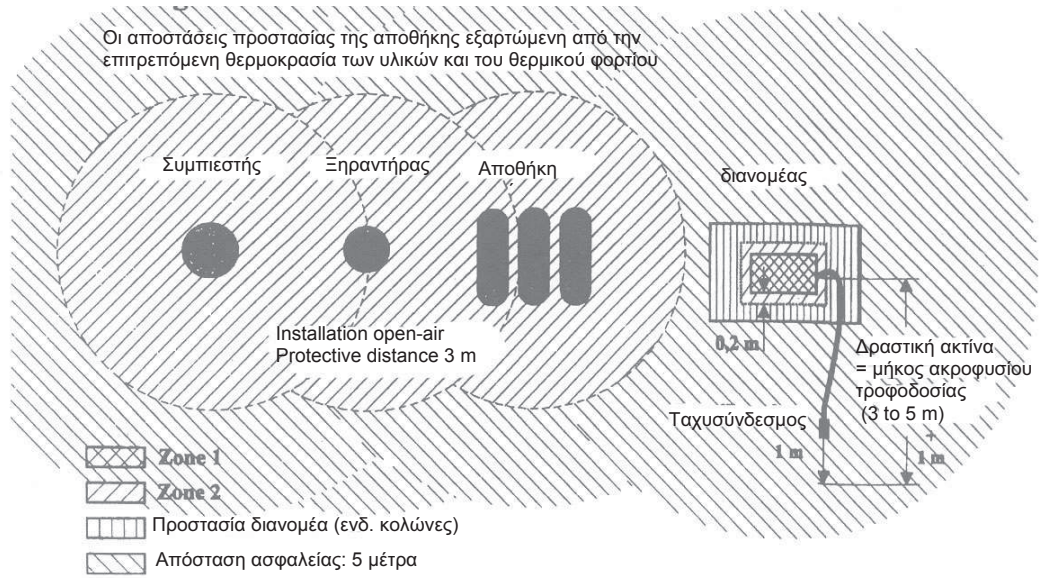 Οι αποστάσεις προστασίας της αποθήκης εξαρτώμενη από την
επιτρεπόμενη θερμοκρασία των υλικών και του θερμικού φορτίου
Συμπιεστής
Ξηραντήρας
Αποθήκη
διανομέας
Installation open-air
Protective distance 3 m
0,2 m
Δραστική ακτίνα
= μήκος ακροφυσίου
τροφοδοσίας
(3 to 5 m)
Ταχυσύνδεσμος
1 m
+
1 m
Zone 1
Zone 2
Προστασία διανομέα (ενδ. κολώνες)
Απόσταση ασφαλείας: 5 μέτρα